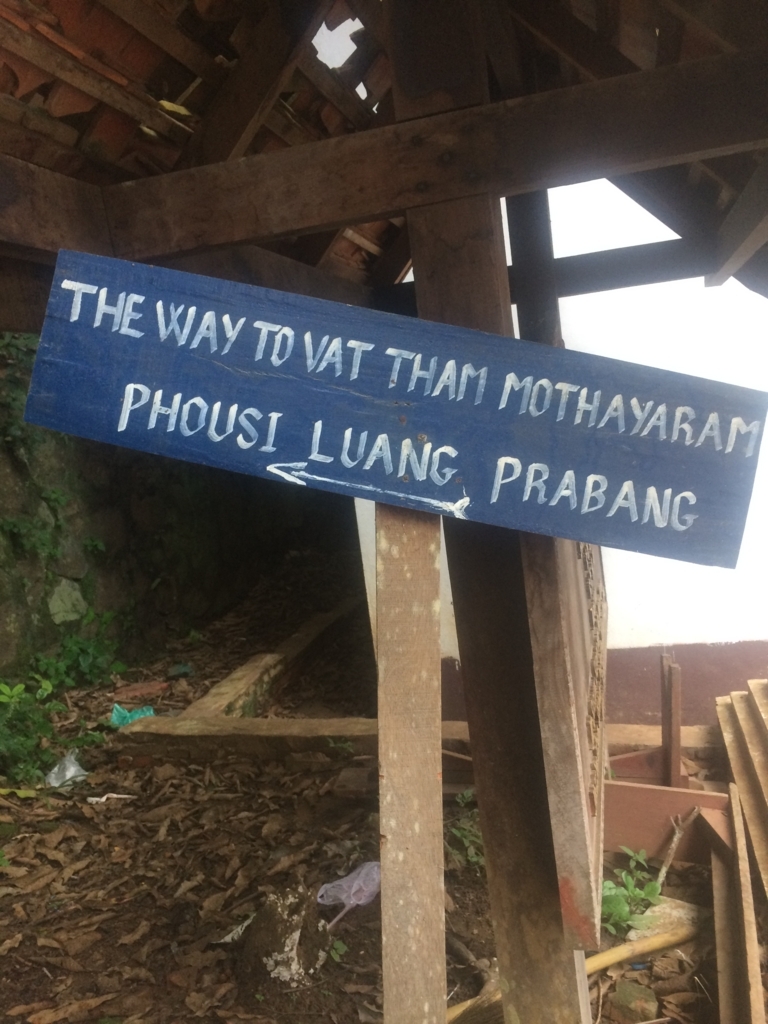 THE WAY TO VAT THAM MOTHAYARAM
PHOUSI LUANG PRABANG